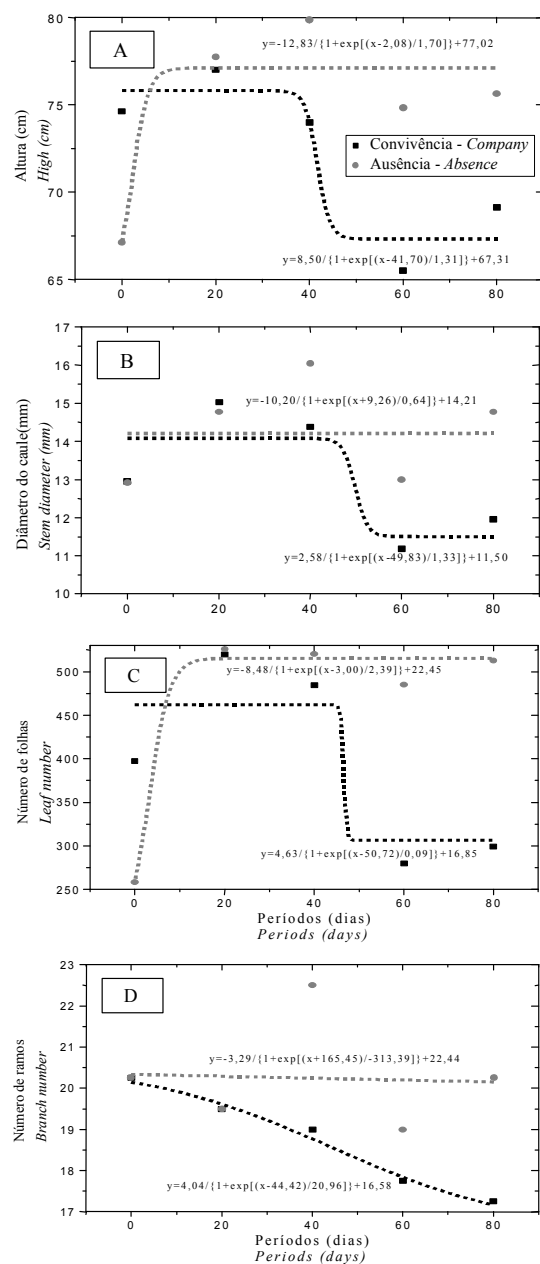 A
80
75
70
65
0
20
40
60
80
Altura (cm)
High (cm)
y=-12,83/{1+exp[(x-2,08)/1,70]+77,02
Convivência - Company
Ausência - Absence
y=8,50/{1+exp[(x-41,70)/1,31]}+67,31
B
17
16
15
14
13
12
11
10
0
20
40
60
80
Diâmetro do caule(mm)
Stem diameter (mm)
y=-10,20/{1+exp[(x+9,26)/0,64]}+14,21
y=2,58/{1+exp[(x-49,83)/1,33]}+11,50
C
500
450
400
350
300
250
0
20
40
60
80
Número de folhas
Leaf number
y=-8,48/{1+exp[(x-3,00)/2,39]}+22,45
y=4,63/{1+exp[(x-50,72)/0,09]}+16,85
Períodos (dias)
Periods (days)
D
23
22
21
20
19
18
17
0
20
40
60
80
Número de ramos
Branch number
y=-3,29/{1+exp[(x+165,45)/-313,39]}+22,44
y=4,04/{1+exp[(x-44,42)/20,96]}+16,58
Períodos (dias)
Periods (days)